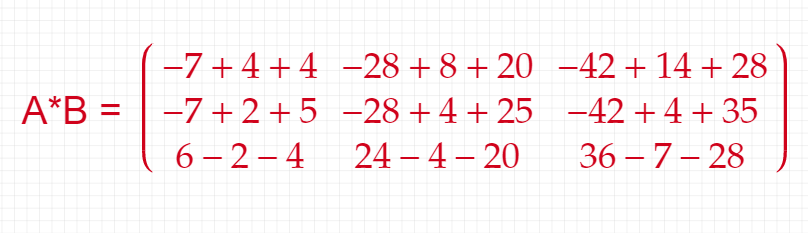 −7 + 4 + 4 −28 + 8 + 20 −42 + 14 + 28
A*B = −7 + 2 + 5 −28 + 4 + 25 −42 + 4 + 35
6 − 2 − 4 24 − 4 − 20 36 − 7 − 28